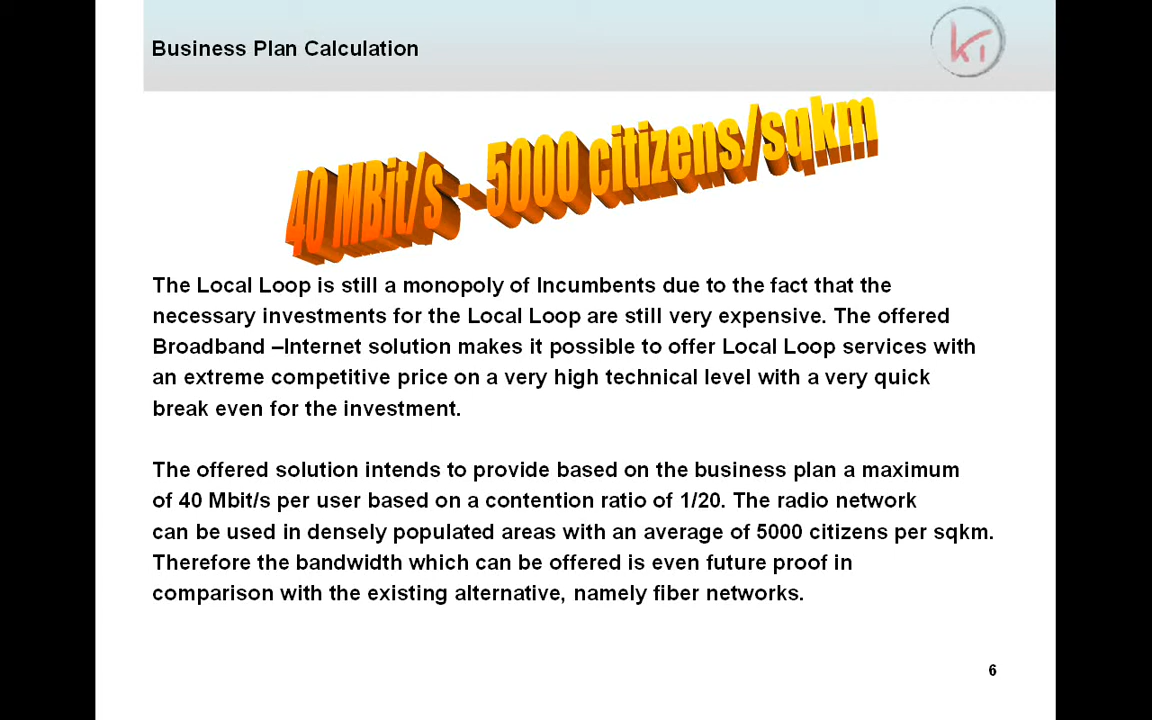 Business Plan Calculation
40 MBit/s - 5000 citizens/sqkm
The Local Loop is still a monopoly of Incumbents due to the fact that the
necessary investments for the Local Loop are still very expensive. The offered
Broadband –Internet solution makes it possible to offer Local Loop services with
an extreme competitive price on a very high technical level with a very quick
break even for the investment.
The offered solution intends to provide based on the business plan a maximum
of 40 Mbit/s per user based on a contention ratio of 1/20. The radio network
can be used in densely populated areas with an average of 5000 citizens per sqkm.
Therefore the bandwidth which can be offered is even future proof in
comparison with the existing alternative, namely fiber networks.
6